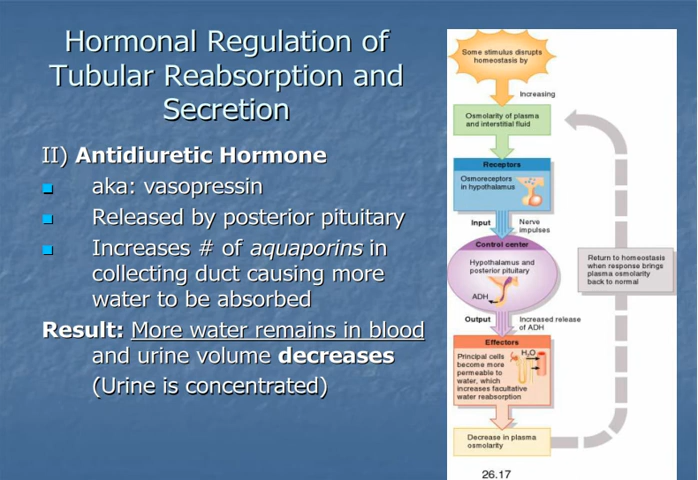 Hormonal Regulation of
Tubular Reabsorption and
Secretion
II) Antidiuretic Hormone
aka: vasopressin
Released by posterior pituitary
Increases # of aquaporins in
collecting duct causing more
water to be absorbed
Result: More water remains in blood
and urine volume decreases
(Urine is concentrated)
Some stimulus disrupts
homeostasis by
Increasing
Osmolarity of plasma
and interstitial fluid
Receptors
Osmoreceptors
in hypothalamus
Input
Nerve
impulses
Control center
Hypothalamus and
posterior pituitary
ADH
Output
Increased release
of ADH
Effectors
Principal cells
become more
permeable to
water, which
increases facultative
water reabsorption
H₂O
Decrease in plasma
osmolarity
Return to homeostasis
when response brings
plasma osmolarity
back to normal
26.17